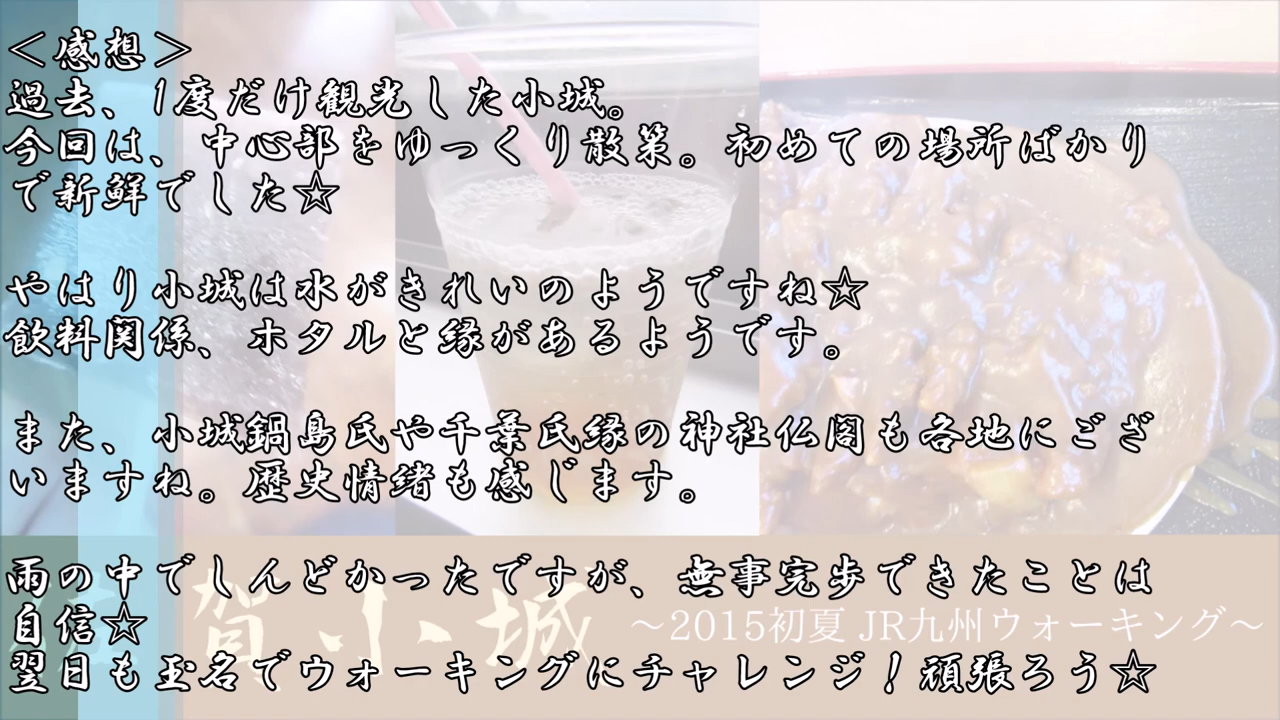 ＜感想＞
過去、1度だけ観光した小城。
今回は、中心部をゆっくり散策。初めての場所ばかり
で新鮮でした☆
やはり小城は水がきれいのようですね☆
飲料関係、ホタルと縁があるようです。
また、小城鍋島氏や千葉氏縁の神社仏閣も各地にござ
いますね。歴史情緒も感じます。
雨の中でしんどかったですが、無事完歩できたことは
自信☆
翌日も玉名でウォーキングにチャレンジ！頑張ろう☆
賀小城
～2015初夏 JR九州ウォーキング～